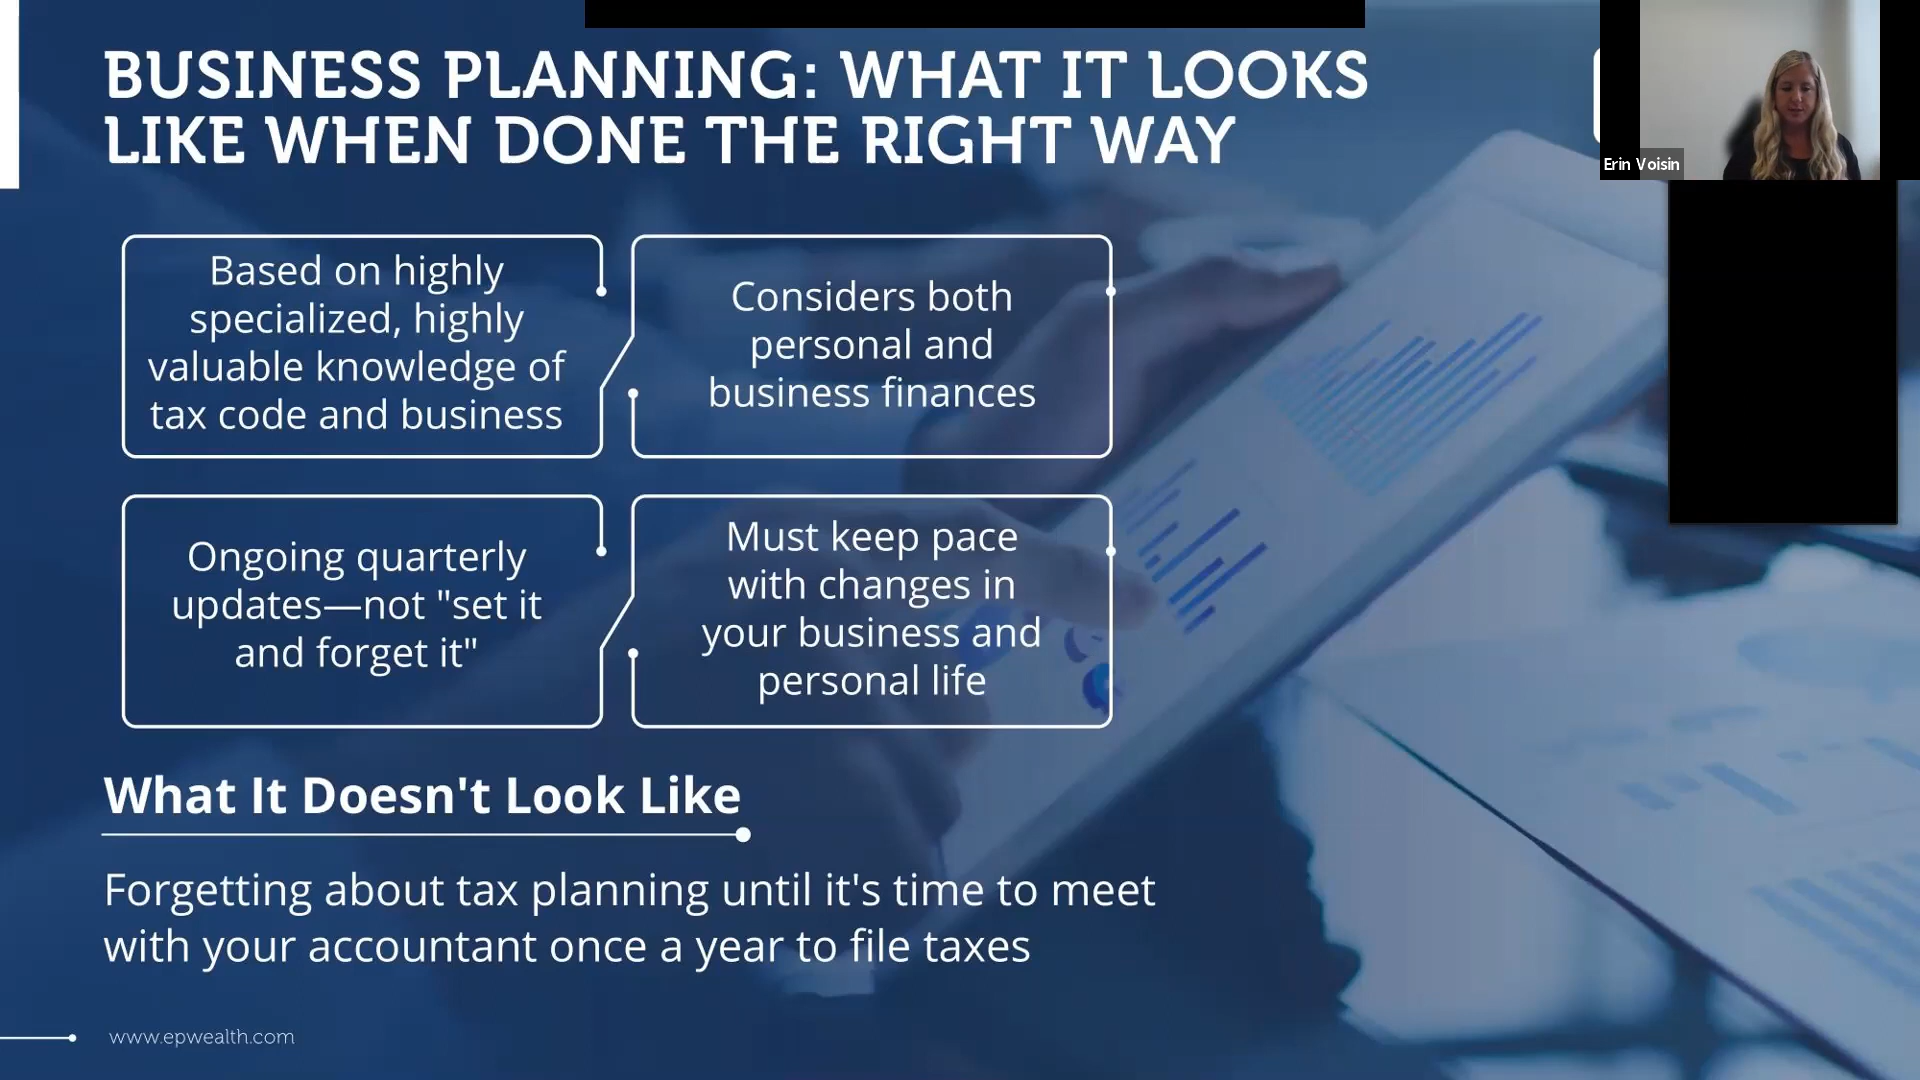 BUSINESS PLANNING: WHAT IT LOOKS
LIKE WHEN DONE THE RIGHT WAY
Erin Voisin
Based on highly
specialized, highly
valuable knowledge of
tax code and business
Considers both
personal and
business finances
Ongoing quarterly
updates—not "set it
and forget it"
Must keep pace
with changes in
your business and
personal life
What It Doesn't Look Like
Forgetting about tax planning until it's time to meet
with your accountant once a year to file taxes
www.epwealth.com